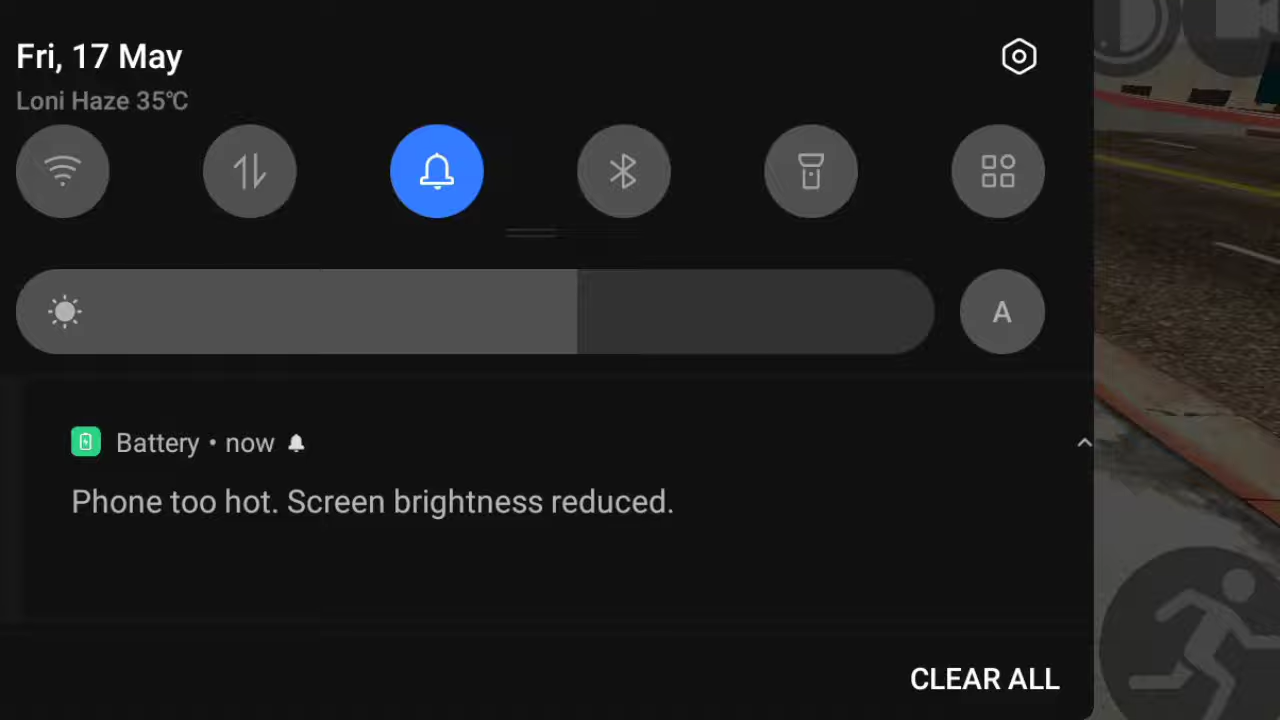 Fri, 17 May
Loni Haze 35℃
A
Battery • now
Phone too hot. Screen brightness reduced.
CLEAR ALL